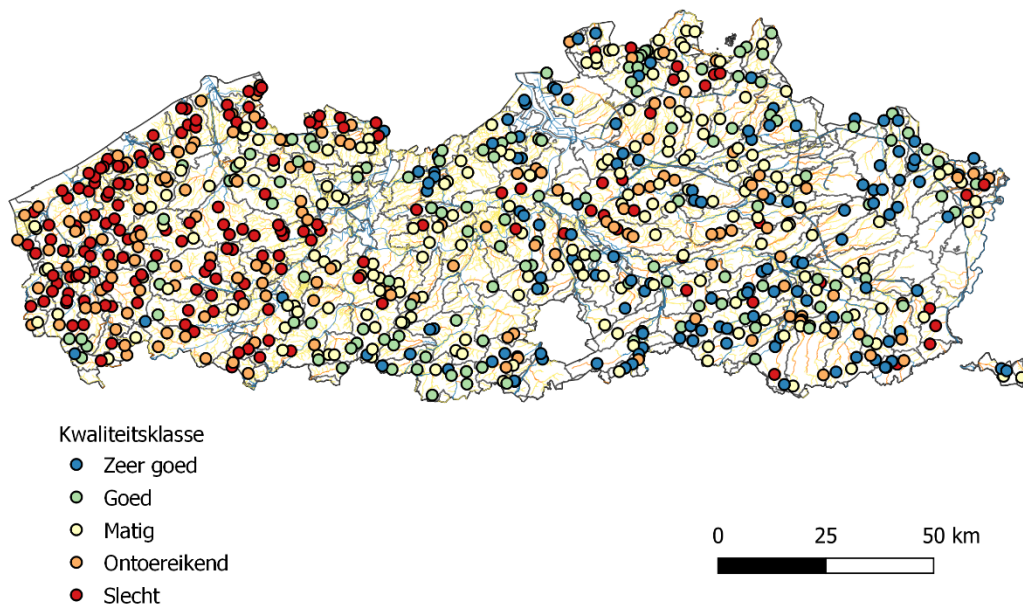 Kwaliteitsklasse
Zeer goed
Goed
Matig
Ontoereikend
Slecht
0 25 50 km